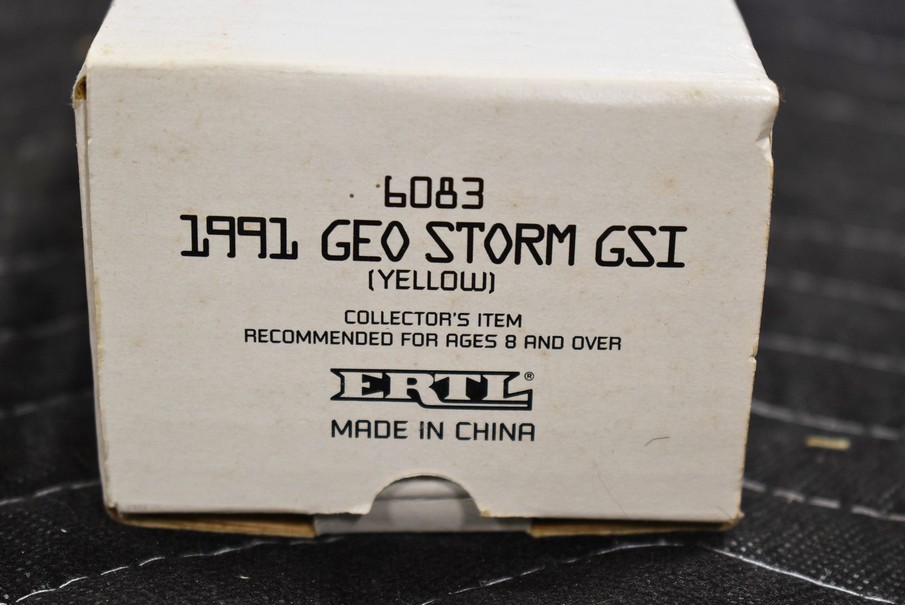 6083
1991 GEO STORM GSI
(YELLOW)
COLLECTOR'S ITEM
RECOMMENDED FOR AGES 8 AND OVER
ERTL®
MADE IN CHINA